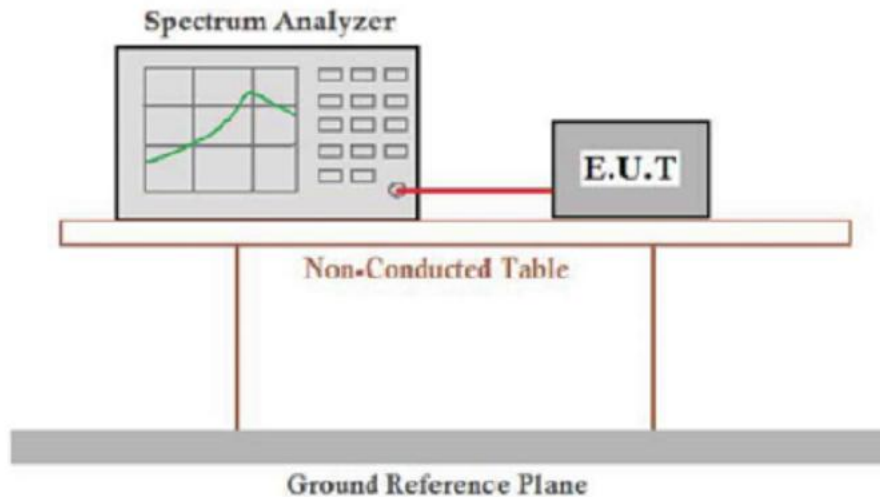 Spectrum Analyzer
E.U.T
Non-Conducted Table
Ground Reference Plane